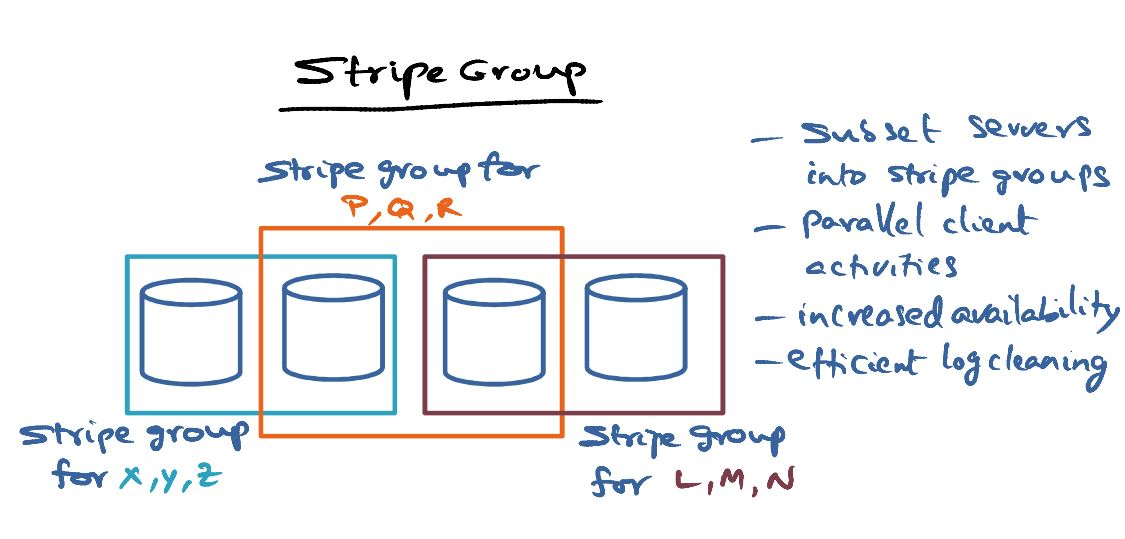 Stripe Group
Stripe group for
P, Q, R
Stripe group
for X, Y, Z
Stripe group
for L, M, N
- Subset servers
into stripe groups
- Parallel client
activities
- increased availability
- efficient log cleaning